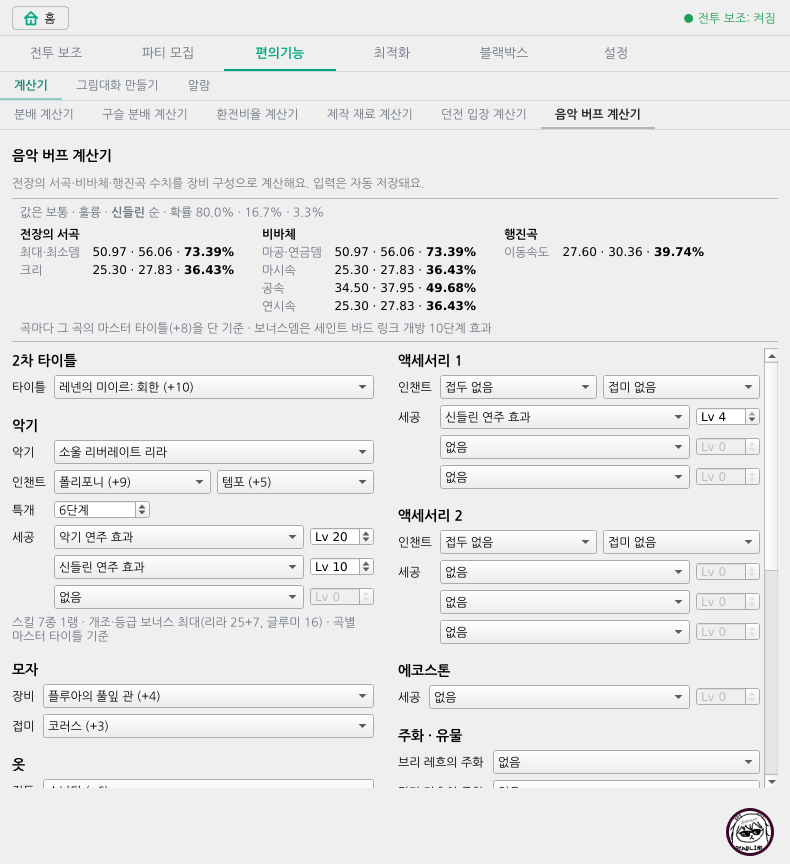 홈
전투 보조: 켜짐
전투 보조 파티 모집 편의기능 최적화 블랙박스 설정
계산기 그림대화 만들기 알람
분배 계산기 구슬 분배 계산기 환전비율 계산기 제작 재료 계산기 던전 입장 계산기 음악 버프 계산기
음악 버프 계산기
전장의 서곡·비바체·행진곡 수치를 장비 구성으로 계산해요. 입력은 자동 저장돼요.
값은 보통 · 훌륭 · 신들린 순 · 확률 80.0% · 16.7% · 3.3%
전장의 서곡
최대·최소뎀 50.97 · 56.06 · 73.39%
크리 25.30 · 27.83 · 36.43%
비바체
마공·연금뎀 50.97 · 56.06 · 73.39%
마시속 25.30 · 27.83 · 36.43%
공속 34.50 · 37.95 · 49.68%
연시속 25.30 · 27.83 · 36.43%
행진곡
이동속도 27.60 · 30.36 · 39.74%
곡마다 그 곡의 마스터 타이틀(+8)을 단 기준 · 보너스뎀은 세인트 바드 링크 개방 10단계 효과
2차 타이틀
타이틀 레넨의 미이르: 회한 (+10)
악기
악기 소울 리버레이트 리라
인챈트 폴리포니 (+9) 템포 (+5)
특개 6단계
세공 악기 연주 효과 Lv 20
신들린 연주 효과 Lv 10
없음 Lv 0
스킬 7종 1랭 · 개조·등급 보너스 최대(리라 25+7, 글루미 16) · 곡별
마스터 타이틀 기준
모자
장비 플루아의 풀잎 관 (+4)
접미 코러스 (+3)
옷
액세서리 1
인챈트 접두 없음 접미 없음
세공 신들린 연주 효과 Lv 4
없음 Lv 0
없음 Lv 0
액세서리 2
인챈트 접두 없음 접미 없음
세공 없음 Lv 0
없음 Lv 0
없음 Lv 0
에코스톤
세공 없음 Lv 0
주화 · 유물
브리 레흐의 주화 없음